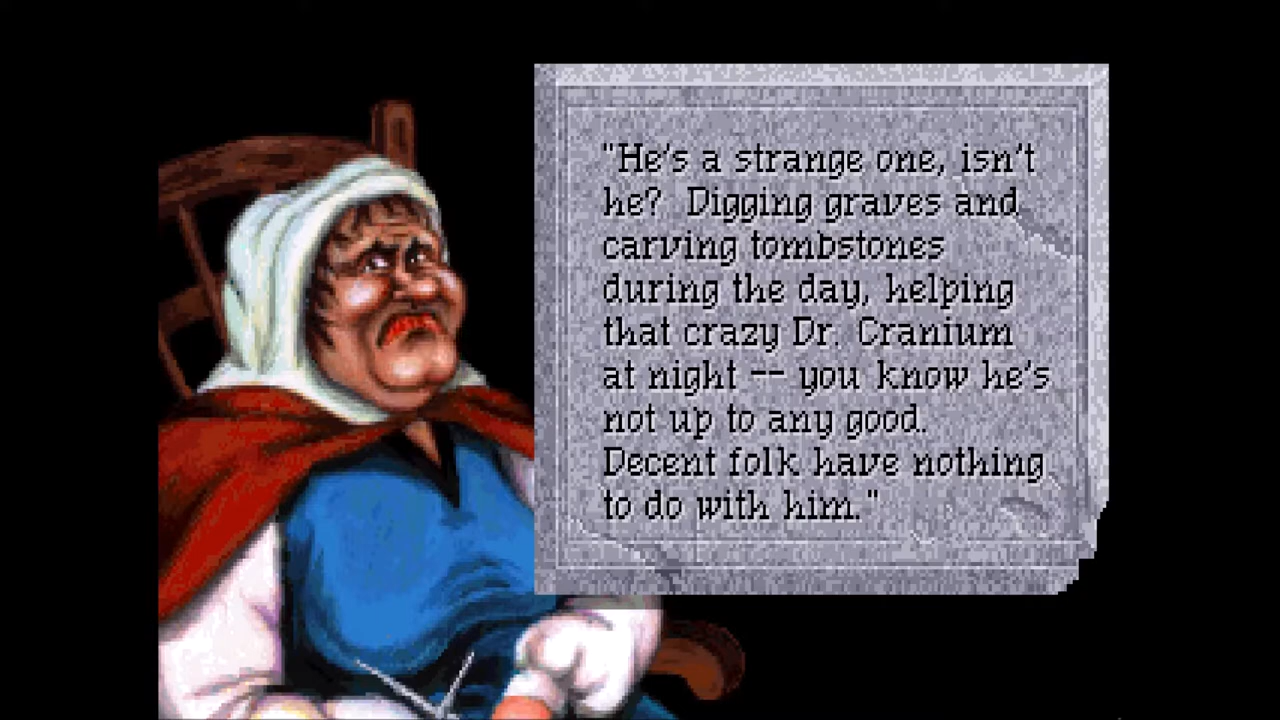 "He's a strange one, isn't
he?  Digging graves and
carving tombstones
during the day, helping
that crazy Dr. Cranium
at night -- you know he's
not up to any good.
Decent folk have nothing
to do with him."